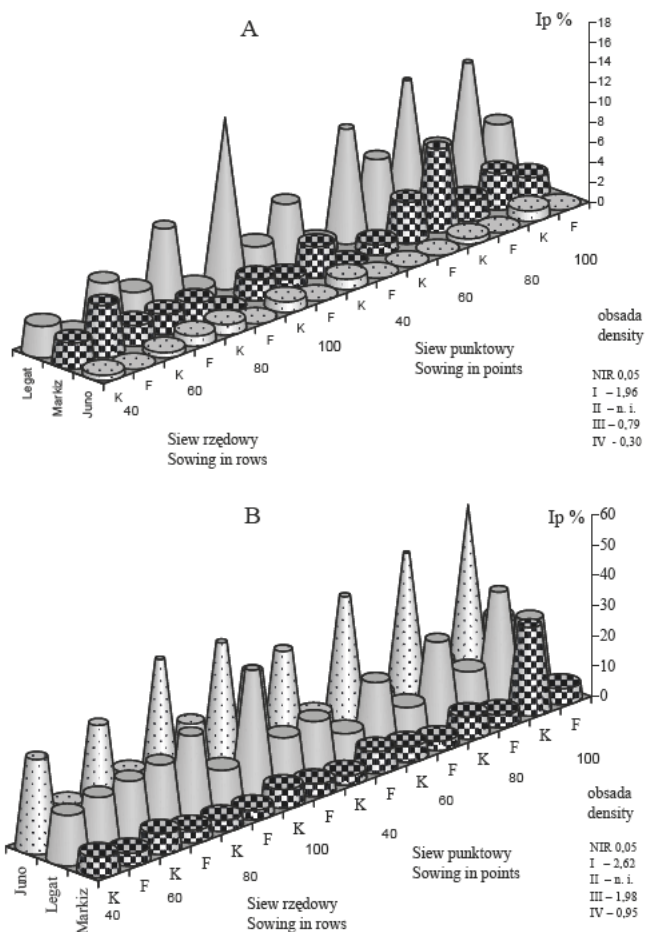 A
Ip %
18
16
14
12
10
8
6
4
2
0
Legat
Markiz
Juno
K
F
K
F
K
F
K
F
K
F
K
F
K
F
K
F
40
60
80
100
40
60
80
100
Siew rzędowy
Sowing in rows
Siew punktowy
Sowing in points
obsada
density
NIR 0,05
I – 1,96
II – n. i.
III – 0,79
IV - 0,30
B
Ip %
60
50
40
30
20
10
0
Juno
Legat
Markiz
K
F
K
F
K
F
K
F
K
F
K
F
K
F
K
F
40
60
80
100
40
60
80
100
Siew rzędowy
Sowing in rows
Siew punktowy
Sowing in points
obsada
density
NIR 0,05
I – 2,62
II – n. i.
III – 1,98
IV – 0,95